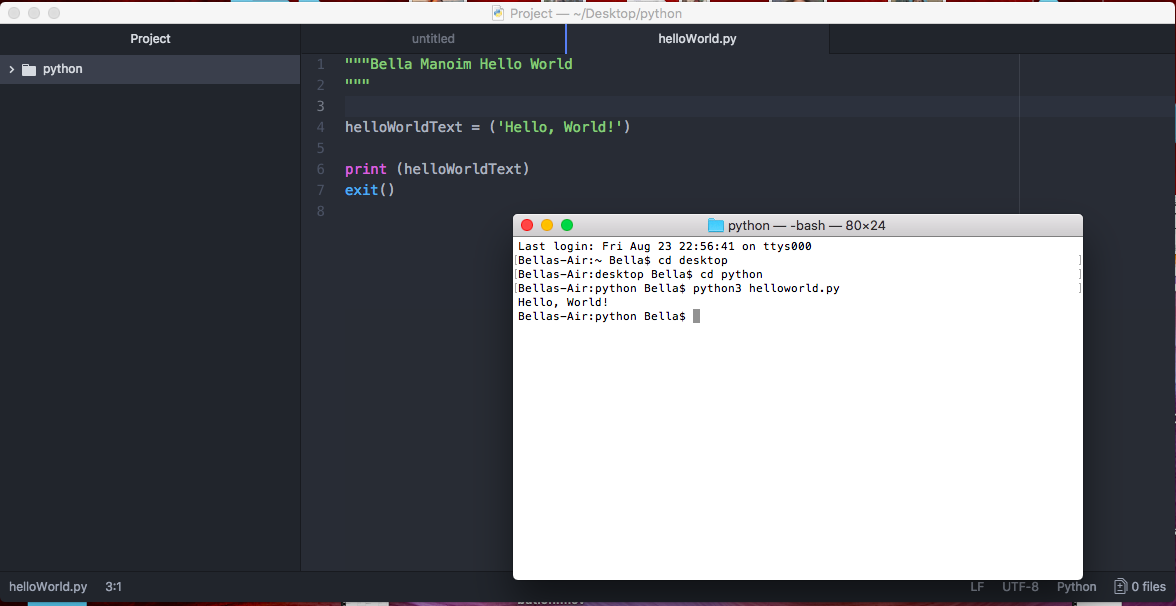 Project — ~/Desktop/python
Project
untitled
helloWorld.py
python
1 """Bella Manoim Hello World
2 """
3
4 helloWorldText = ('Hello, World!')
5
6 print (helloWorldText)
7 exit()
8
python — -bash — 80×24
Last login: Fri Aug 23 22:56:41 on ttys000
[Bellas-Air:~ Bella$ cd desktop ]
[Bellas-Air:desktop Bella$ cd python ]
[Bellas-Air:python Bella$ python3 helloworld.py ]
Hello, World!
Bellas-Air:python Bella$
helloWorld.py 3:1 LF UTF-8 Python 0 files